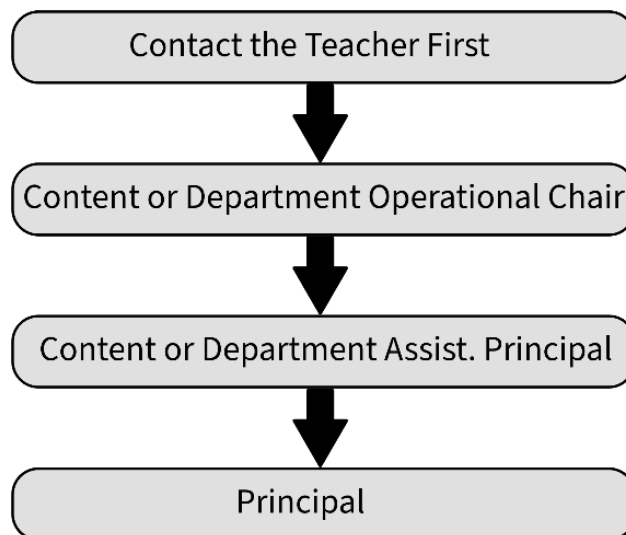 Contact the Teacher First
Content or Department Operational Chair
Content or Department Assist. Principal
Principal